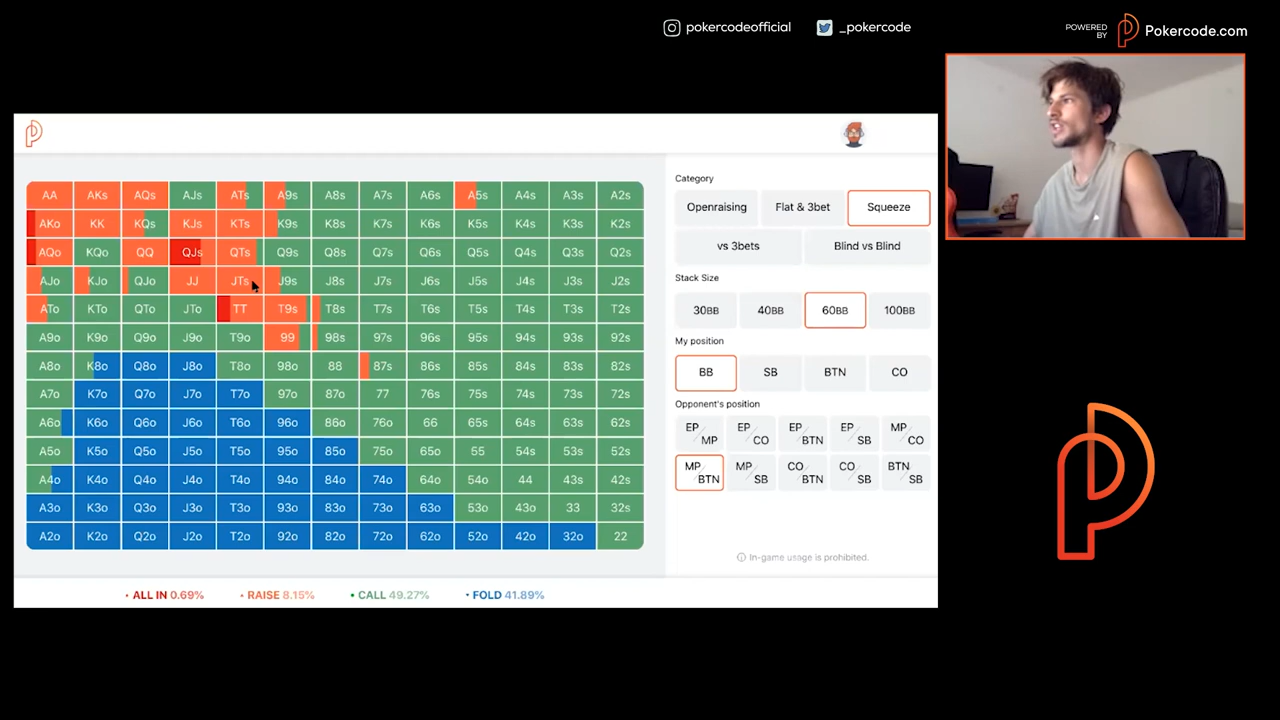 pokercodeofficial _pokercode POWERED BY Pokercode.com
AA AKs AQs AJs ATs A9s A8s A7s A6s A5s A4s A3s A2s
AKo KK KQs KJs KTs K9s K8s K7s K6s K5s K4s K3s K2s
AQo KQo QQ QJs QTs Q9s Q8s Q7s Q6s Q5s Q4s Q3s Q2s
AJo KJo QJo JJ JTs J9s J8s J7s J6s J5s J4s J3s J2s
ATo KTo QTo JTo TT T9s T8s T7s T6s T5s T4s T3s T2s
A9o K9o Q9o J9o T9o 99 98s 97s 96s 95s 94s 93s 92s
A8o K8o Q8o J8o T8o 98o 88 87s 86s 85s 84s 83s 82s
A7o K7o Q7o J7o T7o 97o 87o 77 76s 75s 74s 73s 72s
A6o K6o Q6o J6o T6o 96o 86o 76o 66 65s 64s 63s 62s
A5o K5o Q5o J5o T5o 95o 85o 75o 65o 55 54s 53s 52s
A4o K4o Q4o J4o T4o 94o 84o 74o 64o 54o 44 43s 42s
A3o K3o Q3o J3o T3o 93o 83o 73o 63o 53o 43o 33 32s
A2o K2o Q2o J2o T2o 92o 82o 72o 62o 52o 42o 32o 22
• ALL IN 0.69% • RAISE 8.15% • CALL 49.27% • FOLD 41.89%
Category
Openraising Flat & 3bet Squeeze
vs 3bets Blind vs Blind
Stack Size
30BB 40BB 60BB 100BB
My position
BB SB BTN CO
Opponent's position
EP/MP EP/CO EP/BTN EP/SB MP/CO
MP/BTN MP/SB CO/BTN CO/SB BTN/SB
In-game usage is prohibited.